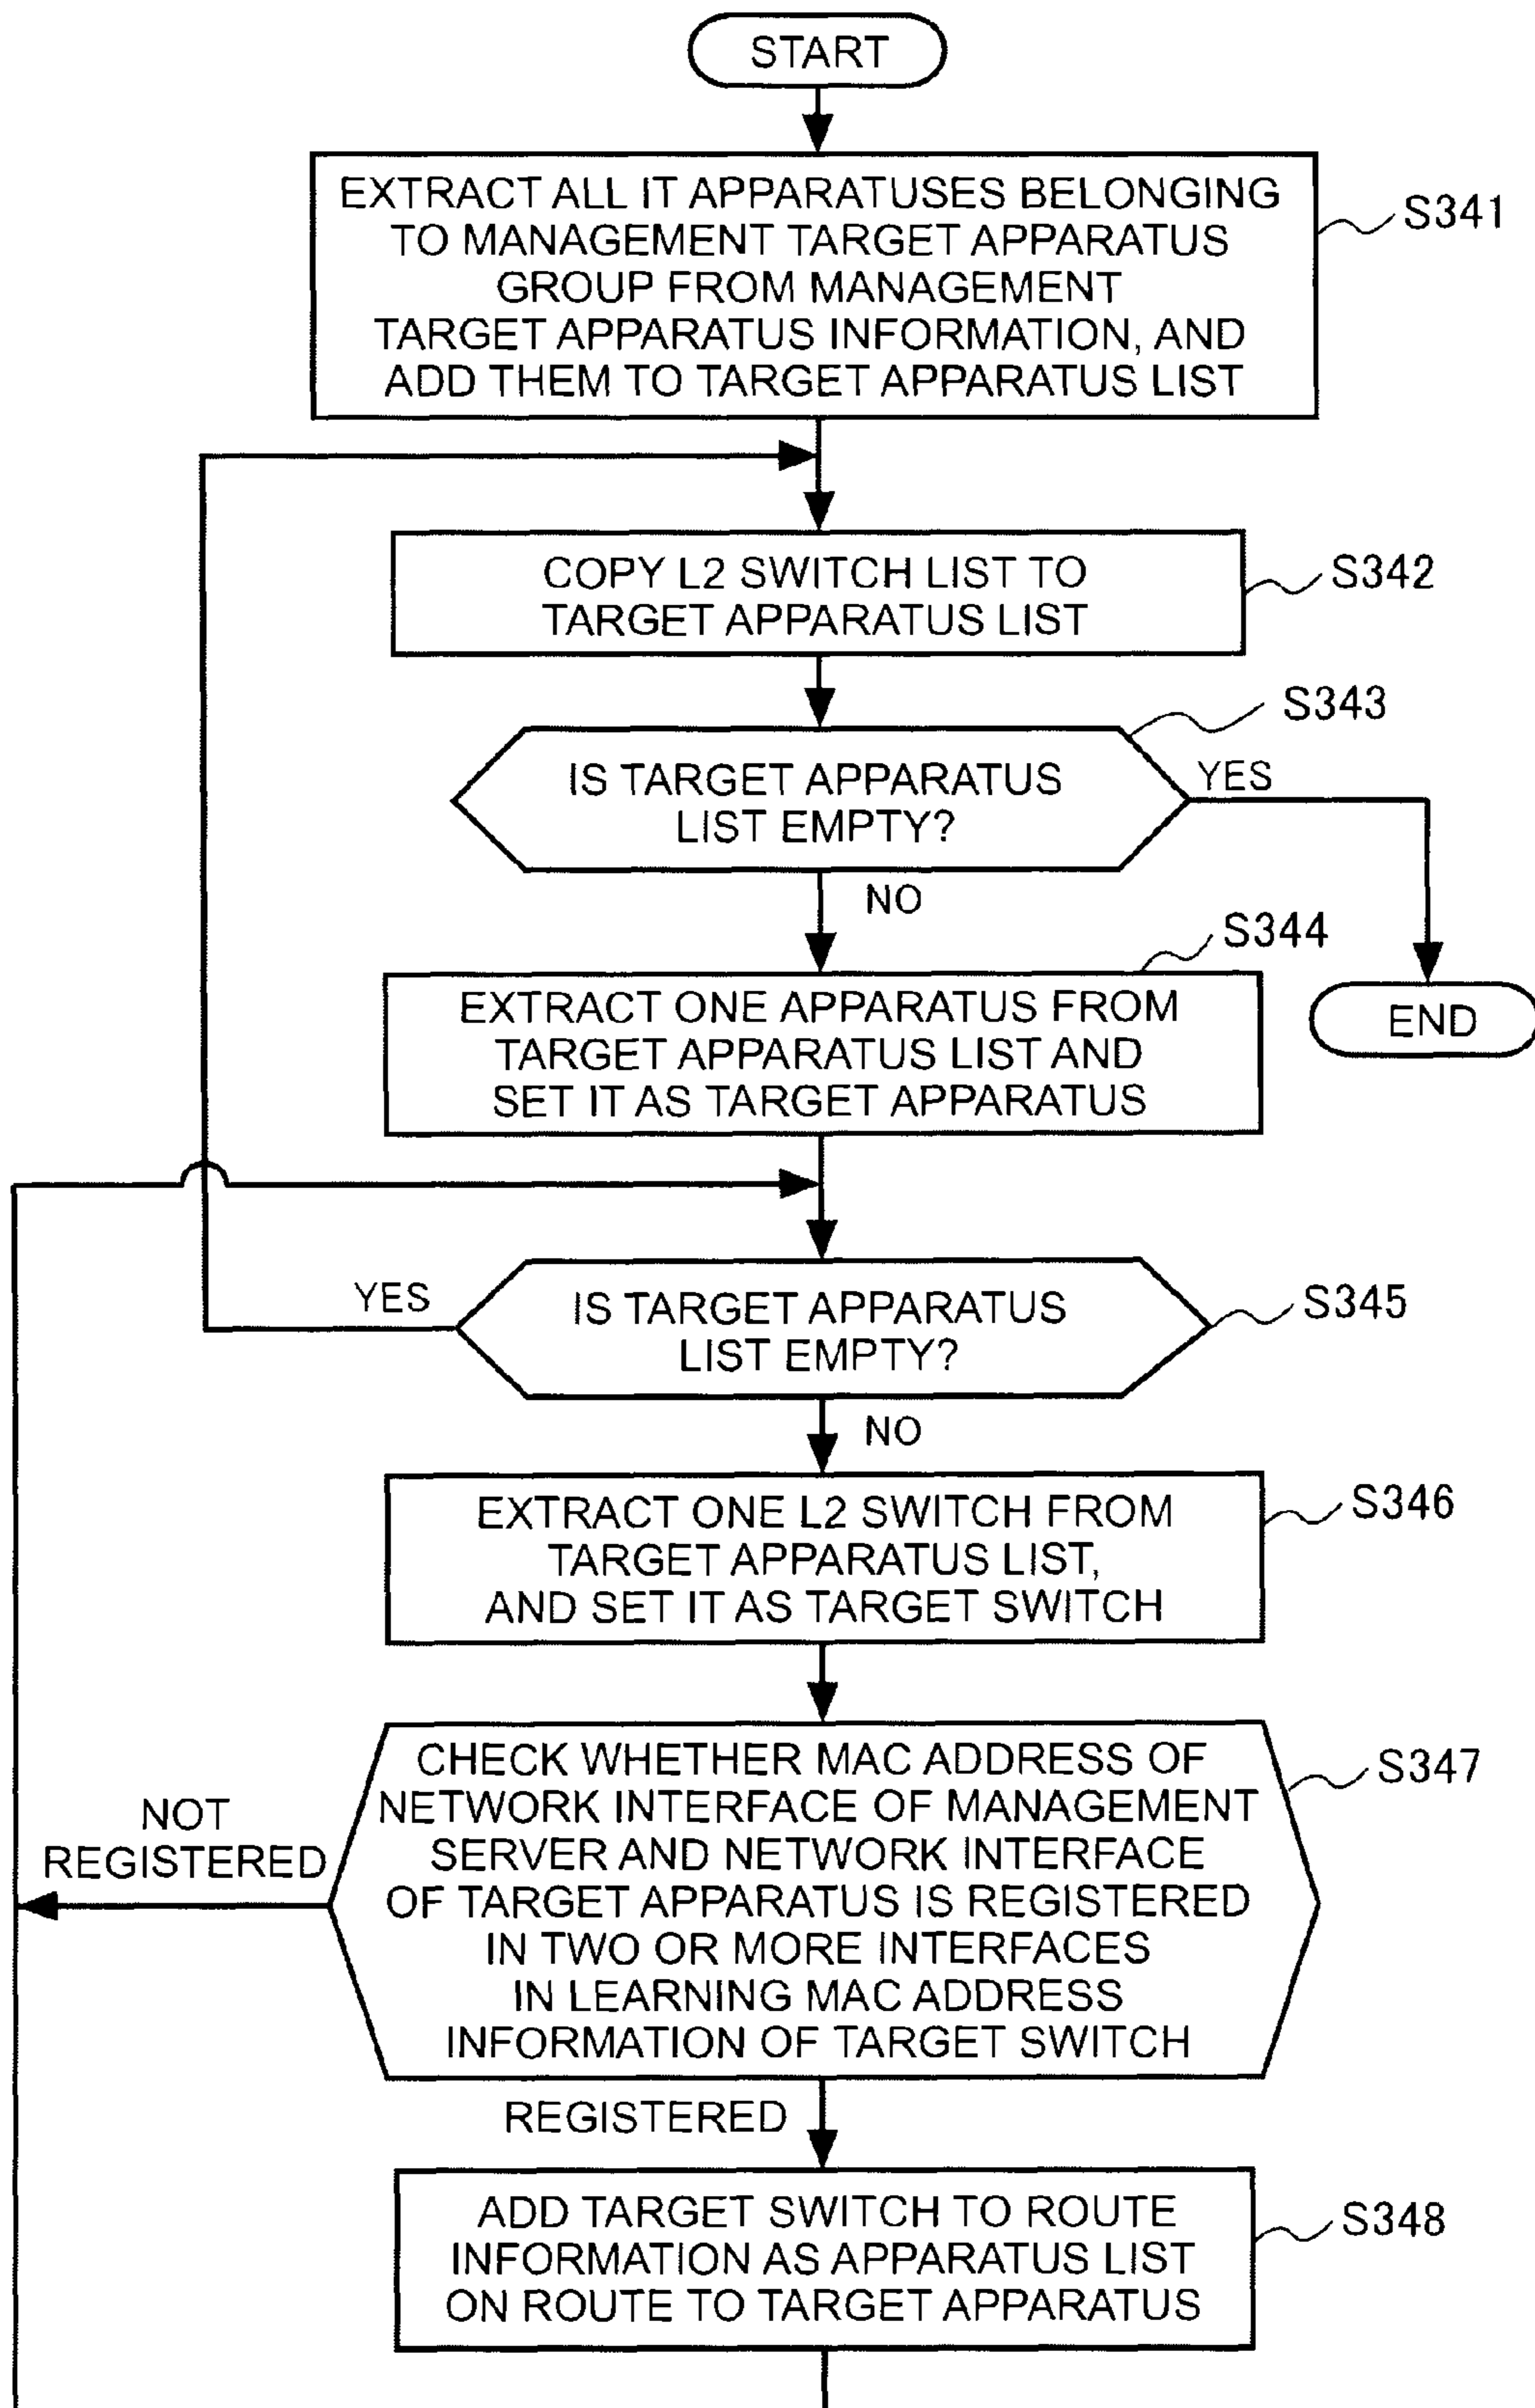 START
EXTRACT ALL IT APPARATUSES BELONGING
TO MANAGEMENT TARGET APPARATUS
GROUP FROM MANAGEMENT
TARGET APPARATUS INFORMATION, AND
ADD THEM TO TARGET APPARATUS LIST
S341
COPY L2 SWITCH LIST TO
TARGET APPARATUS LIST
S342
S343
IS TARGET APPARATUS
LIST EMPTY?
YES
NO
S344
EXTRACT ONE APPARATUS FROM
TARGET APPARATUS LIST AND
SET IT AS TARGET APPARATUS
END
YES
IS TARGET APPARATUS
LIST EMPTY?
S345
NO
EXTRACT ONE L2 SWITCH FROM
TARGET APPARATUS LIST,
AND SET IT AS TARGET SWITCH
S346
CHECK WHETHER MAC ADDRESS OF
NETWORK INTERFACE OF MANAGEMENT
SERVER AND NETWORK INTERFACE
OF TARGET APPARATUS IS REGISTERED
IN TWO OR MORE INTERFACES
IN LEARNING MAC ADDRESS
INFORMATION OF TARGET SWITCH
S347
NOT
REGISTERED
REGISTERED
ADD TARGET SWITCH TO ROUTE
INFORMATION AS APPARATUS LIST
ON ROUTE TO TARGET APPARATUS
S348